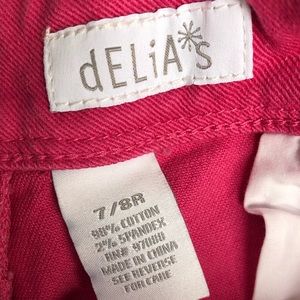 dELiA*s
7/8R
98% COTTON
2% SPANDEX
RN# 97080
MADE IN CHINA
SEE REVERSE
FOR CARE